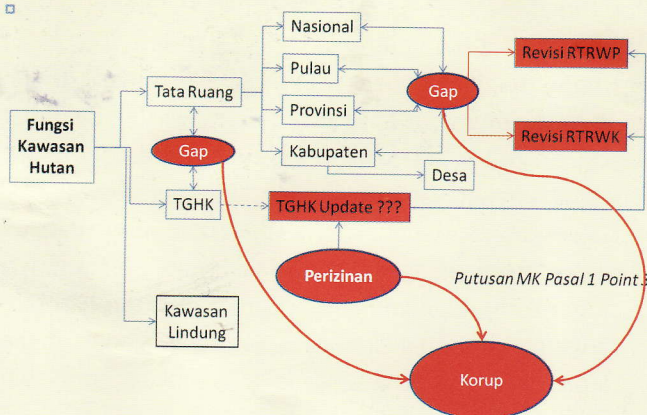 Nasional
Revisi RTRWP
Tata Ruang
Pulau
Gap
Fungsi
Kawasan
Hutan
Provinsi
Revisi RTRWK
Gap
Kabupaten
Desa
TGHK
TGHK Update ???
Perizinan
Putusan MK Pasal 1 Point
Kawasan
Lindung
Korup